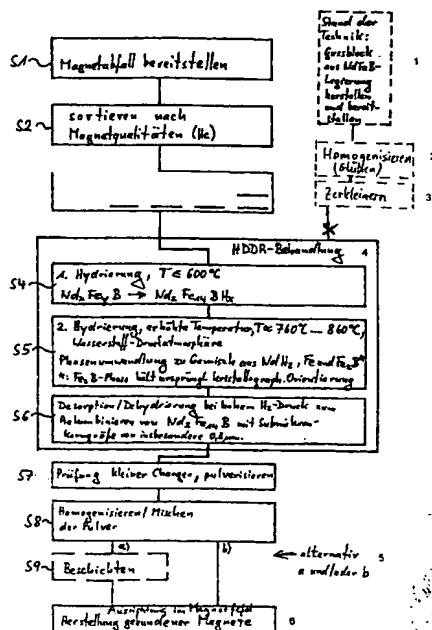 S1
Magnetabfall bereitstellen
S2
sortieren nach
Magnetqualitäten (Hc)
Stand der
Technik:
Gussblock
aus NdFeB-
Legierung
herstellen
und bereit-
stellen
1
Homogenisieren
(Glühen)
2
Zerkleinern
3
HDDR-Behandlung
4
S4
1. Hydrierung, T ≤ 600°C
Nd2 Fe14 B → Nd2 Fe14 B Hx
S5
2. Hydrierung, erhöhte Temperatur, T≈ 760°C — 860°C,
Wasserstoff-Druckatmosphäre
Phasenumwandlung zu Gemisch aus NdH2, Fe und Fe2B*
*: Fe2B-Phase hält ursprüngl. kristallograph. Orientierung
S6
Desorption/Dehydrierung bei hohem H2-Druck zum
Rekombinieren von Nd2 Fe14 B mit Submikron-
Korngröße von insbesondere 0,3µm.
S7
Prüfung kleiner Chargen, pulverisieren
S8
Homogenisieren/Mischen
der Pulver
a)
b)
alternativ
a und/oder b
5
S9
Beschichten
Ausrichtung im Magnetfeld
Herstellung gebundener Magnete
6